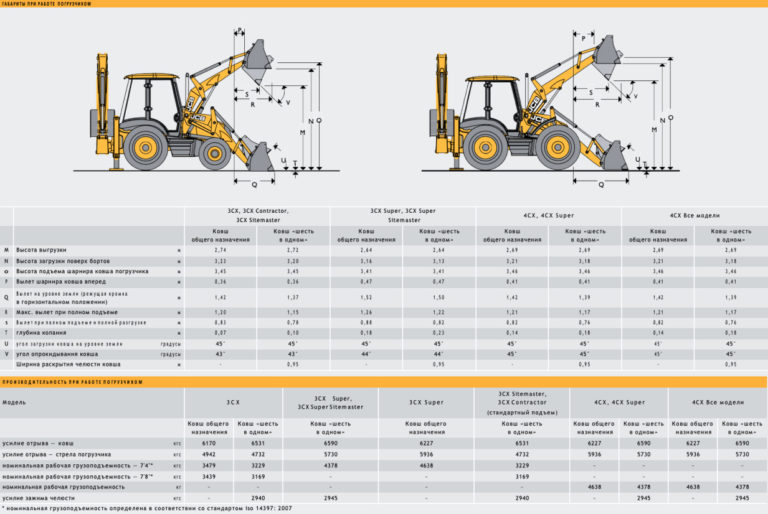 ГАБАРИТЫ ПРИ РАБОТЕ ПОГРУЗЧИКОМ
P P
S V S V
R R
N O N O
M M
U T U T
Q Q
3CX, 3CX Contractor, 3CX Super, 3CX Super 4CX, 4CX Super 4CX Все модели
3CX Sitemaster Sitemaster
Ковш Ковш «шесть Ковш Ковш «шесть Ковш Ковш «шесть Ковш Ковш «шесть
общего назначения в одном» общего назначения в одном» общего назначения в одном» общего назначения в одном»
M Высота выгрузки м 2,74 2,72 2,64 2,64 2,69 2,69 2,69 2,69
N Высота загрузки поверх бортов м 3,23 3,20 3,16 3,13 3,21 3,18 3,21 3,18
O Высота подъема шарнира ковша погрузчика м 3,45 3,45 3,41 3,41 3,46 3,46 3,46 3,46
P Вылет шарнира ковша вперед м 0,36 0,36 0,47 0,47 0,41 0,41 0,41 0,41
Q Вылет на уровне земли (режущая кромка
в горизонтальном положении) м 1,42 1,37 1,52 1,50 1,42 1,39 1,42 1,39
R Макс. вылет при полном подъеме м 1,20 1,15 1,26 1,22 1,21 1,17 1,21 1,17
S Вылет при полном подъеме и полной разгрузке м 0,83 0,78 0,88 0,82 0,82 0,76 0,82 0,76
T глубина копания м 0,07 0,10 0,18 0,23 0,14 0,18 0,14 0,18
U угол загрузки ковша на уровне земли градусы 45° 45° 45° 45° 45° 45° 45° 45°
V угол опрокидывания ковша градусы 43° 43° 44° 44° 45° 45° 45° 45°
Ширина раскрытия челюсти ковша м - 0,95 - 0,95 - 0,95 - 0,95
ПРОИЗВОДИТЕЛЬНОСТЬ ПРИ РАБОТЕ ПОГРУЗЧИКОМ
Модель 3CX 3CX Super, 3CX Super Sitemaster 3CX Super 3CX Sitemaster, 3CX Contractor (стандартный подъем) 4CX, 4CX Super 4CX Все модели
Ковш общего Ковш «шесть Ковш «шесть Ковш общего Ковш «шесть Ковш общего Ковш «шесть Ковш общего Ковш «шесть
назначения в одном» в одном» назначения в одном» назначения в одном» назначения в одном»
усилие отрыва – ковш кгс 6170 6531 6590 6227 6531 6227 6590 6227 6590
усилие отрыва – стрела погрузчика кгс 4942 4732 5730 5936 4732 5936 5730 5936 5730
номинальная рабочая грузоподъемность – 7'4"* кгс 3479 3229 4378 4638 3229 - - - -
номинальная рабочая грузоподъемность – 7'8"* кгс 3439 3169 3169 - - - -
номинальная рабочая грузоподъемность кг - - - - - 4638 4378 4638 4378
усилие зажима челюсти кгс - 2940 2945 - 2940 - 2945 - 2945
* номинальная грузоподъемность определена в соответствии со стандартом Iso 14397: 2007